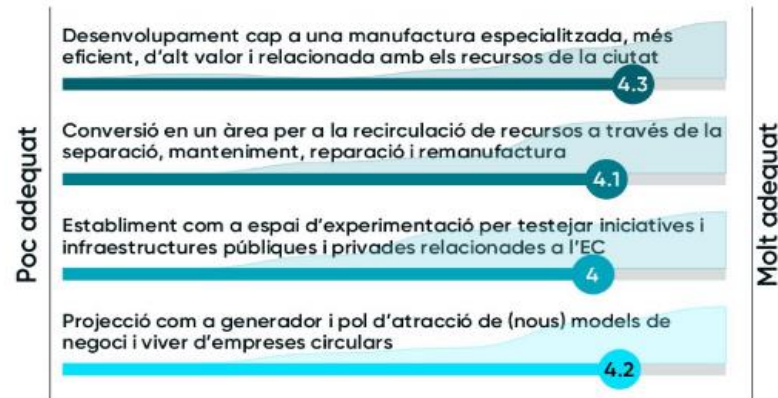 Desenvolupament cap a una manufactura especialitzada, més
eficient, d'alt valor i relacionada amb els recursos de la ciutat
4.3
Conversió en un àrea per a la recirculació de recursos a través de la
separació, manteniment, reparació i remanufactura
4.1
Poc adequat
Molt adequat
Establiment com a espai d'experimentació per testejar iniciatives i
infraestructures públiques i privades relacionades a l'EC
4
Projecció com a generador i pol d'atracció de (nous) models de
negoci i viver d'empreses circulars
4.2